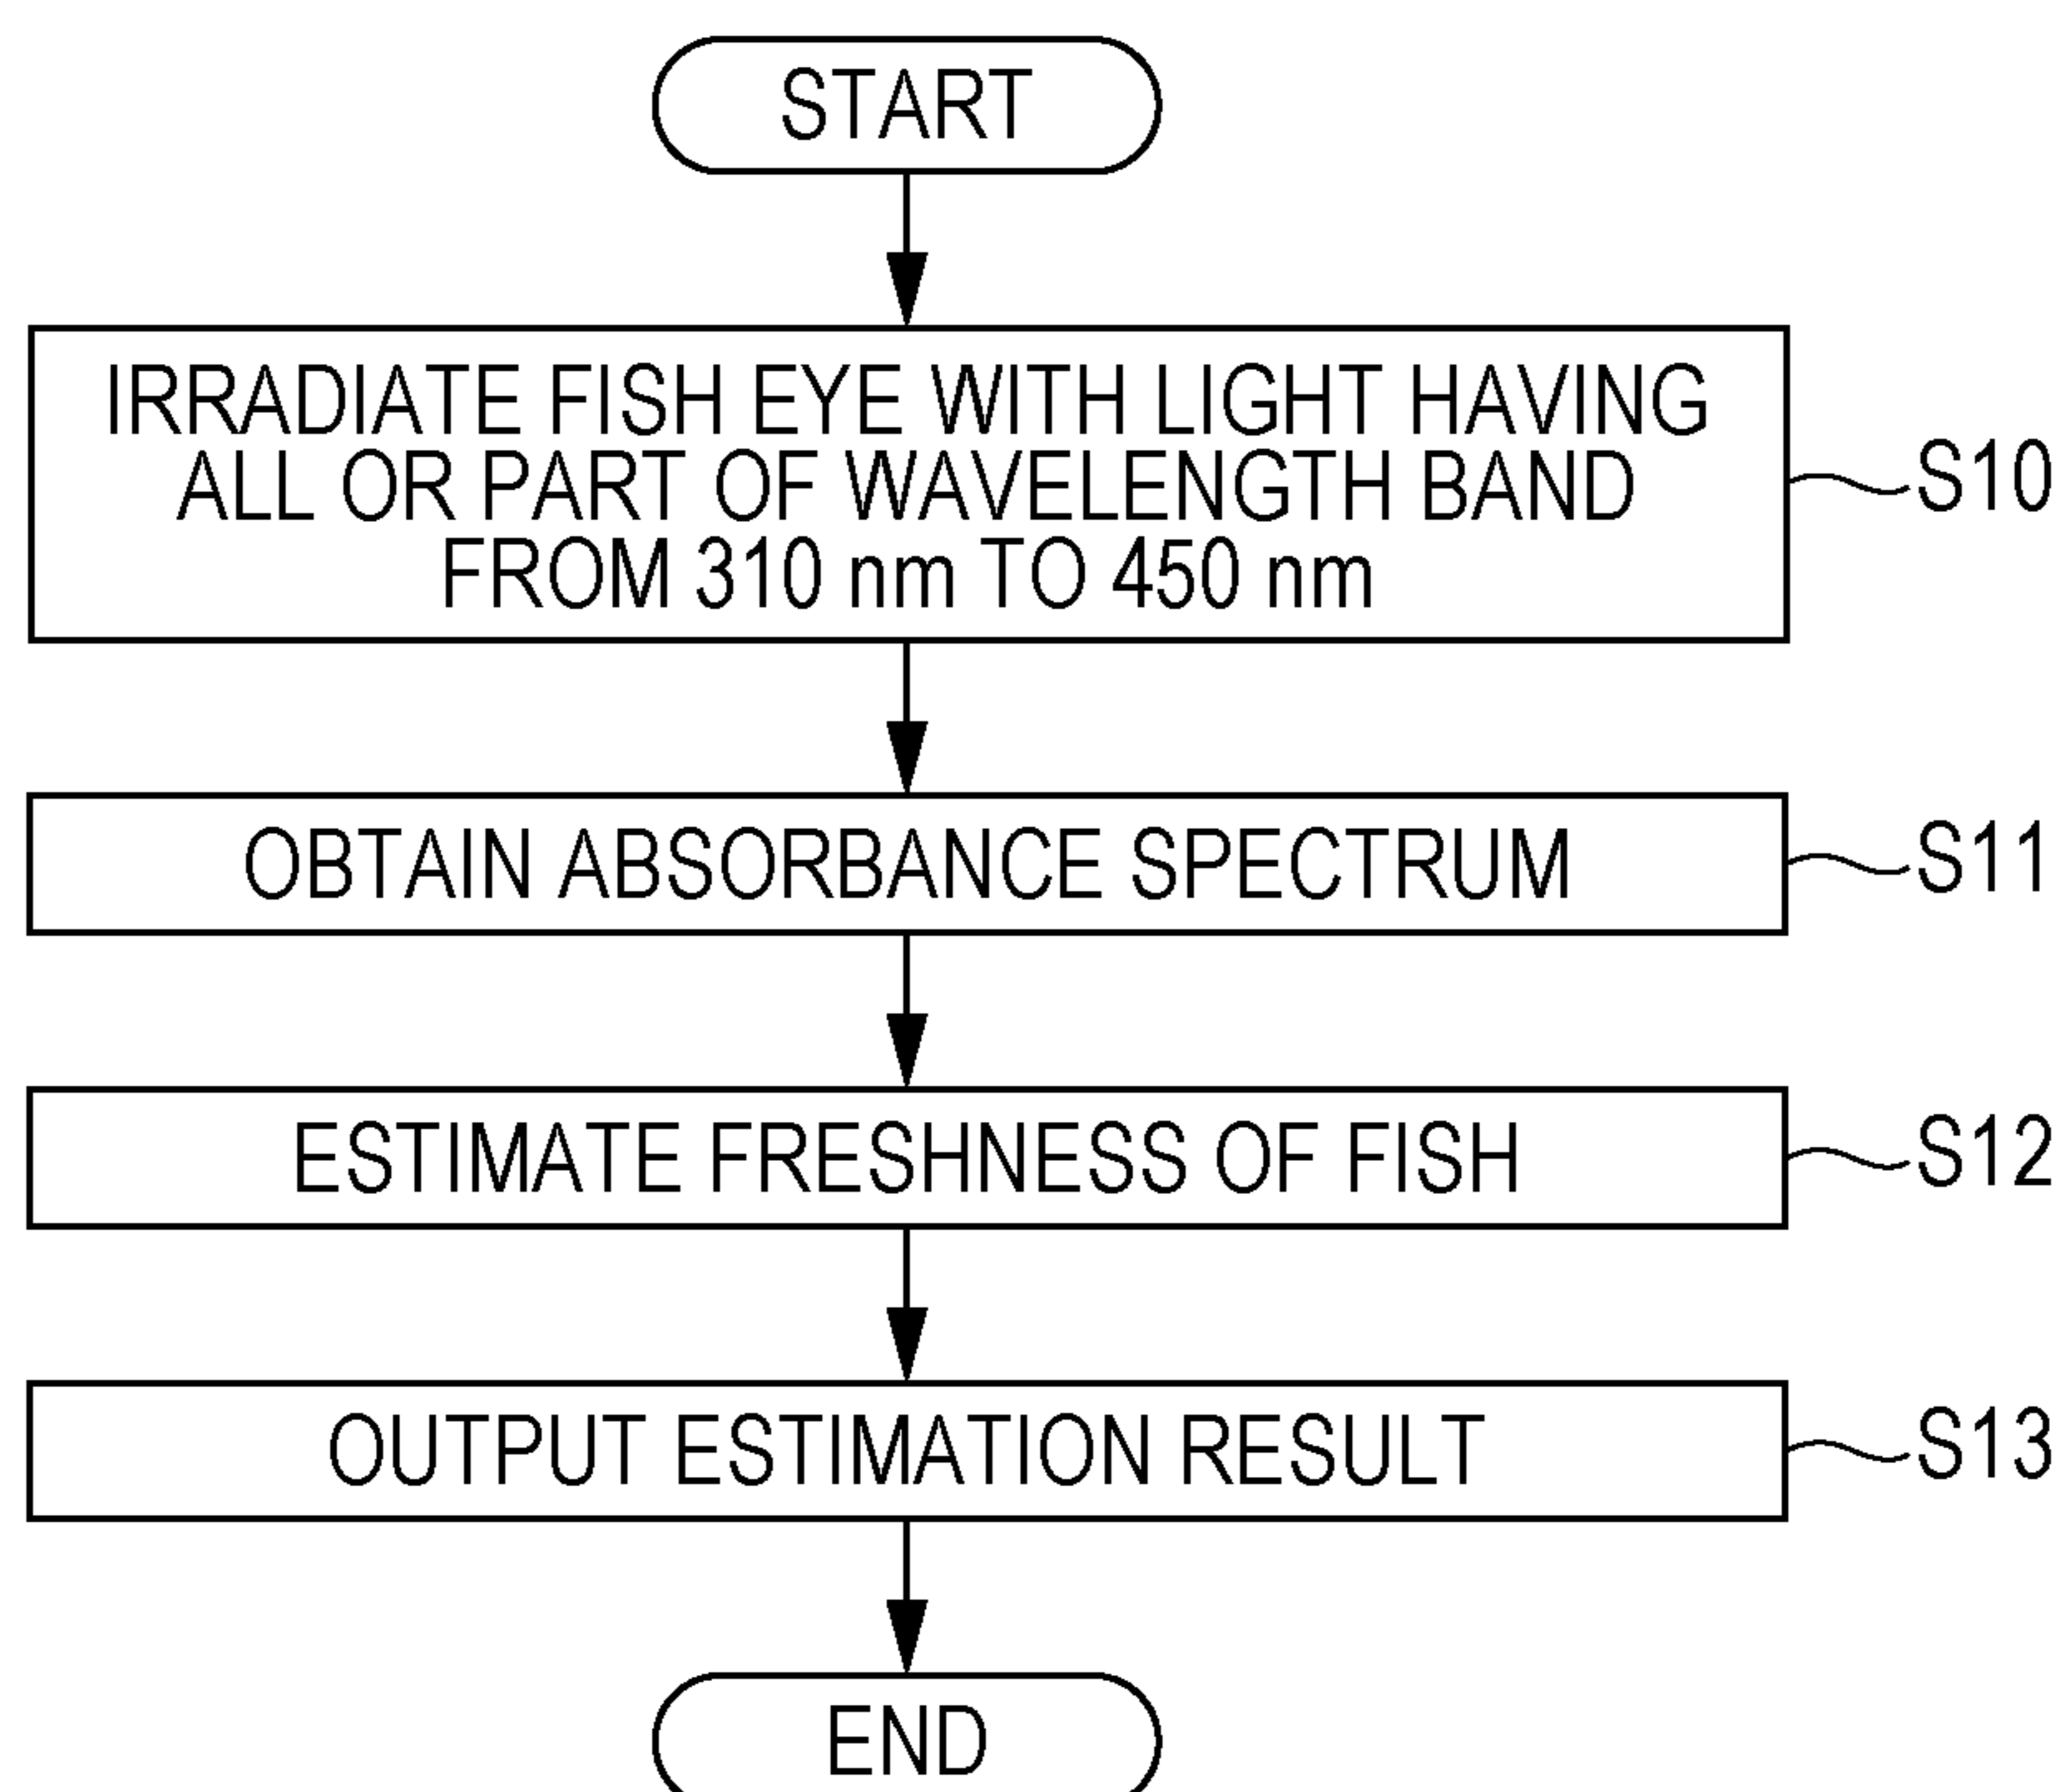 START
IRRADIATE FISH EYE WITH LIGHT HAVING
ALL OR PART OF WAVELENGTH BAND
FROM 310 nm TO 450 nm
S10
OBTAIN ABSORBANCE SPECTRUM
S11
ESTIMATE FRESHNESS OF FISH
S12
OUTPUT ESTIMATION RESULT
S13
END